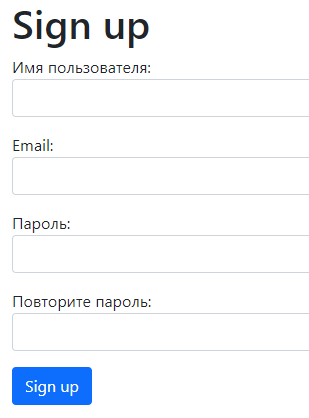 Sign up
Имя пользователя:
Email:
Пароль:
Повторите пароль:
Sign up